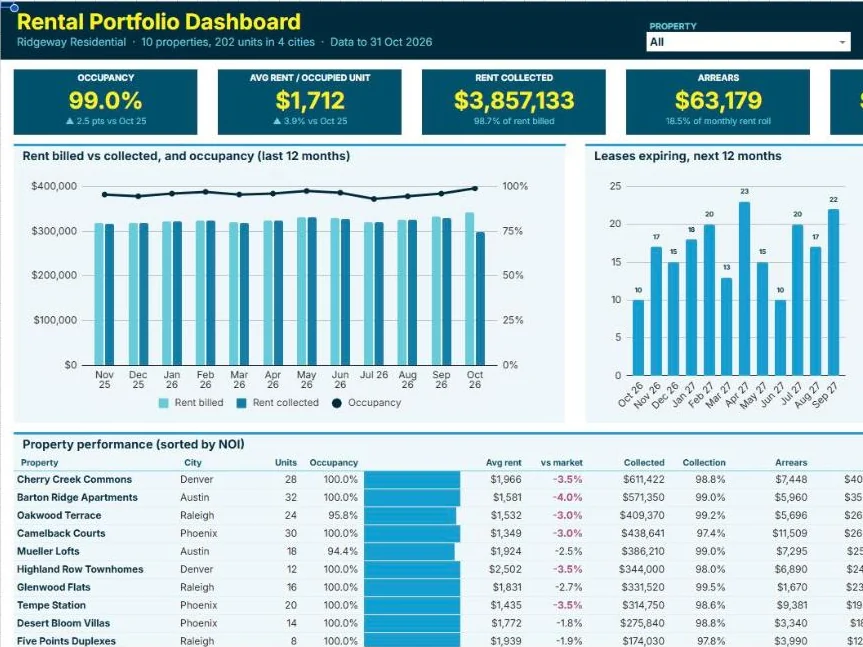 Rental Portfolio Dashboard
Ridgeway Residential · 10 properties, 202 units in 4 cities · Data to 31 Oct 2026
PROPERTY
All
OCCUPANCY
99.0%
▲ 2.5 pts vs Oct 25
AVG RENT / OCCUPIED UNIT
$1,712
▲ 3.9% vs Oct 25
RENT COLLECTED
$3,857,133
98.7% of rent billed
ARREARS
$63,179
18.5% of monthly rent roll
Rent billed vs collected, and occupancy (last 12 months)
$400,000 100%
$300,000 75%
$200,000 50%
$100,000 25%
$0 0%
Nov 25 Dec 25 Jan 26 Feb 26 Mar 26 Apr 26 May 26 Jun 26 Jul 26 Aug 26 Sep 26 Oct 26
Rent billed Rent collected Occupancy
Leases expiring, next 12 months
25
20
15
10
5
0
10 17 15 18 20 13 23 15 10 20 17 22
Oct 26 Nov 26 Dec 26 Jan 27 Feb 27 Mar 27 Apr 27 May 27 Jun 27 Jul 27 Aug 27 Sep 27
Property performance (sorted by NOI)
Property City Units Occupancy Avg rent vs market Collected Collection Arrears
Cherry Creek Commons Denver 28 100.0% $1,966 -3.5% $611,422 98.8% $7,448 $40
Barton Ridge Apartments Austin 32 100.0% $1,581 -4.0% $571,350 99.0% $5,960 $35
Oakwood Terrace Raleigh 24 95.8% $1,532 -3.0% $409,370 99.2% $5,696 $26
Camelback Courts Phoenix 30 100.0% $1,349 -3.0% $438,641 97.4% $11,509 $26
Mueller Lofts Austin 18 94.4% $1,924 -2.5% $386,210 99.0% $7,295 $25
Highland Row Townhomes Denver 12 100.0% $2,502 -3.5% $344,000 98.0% $6,890 $24
Glenwood Flats Raleigh 16 100.0% $1,831 -2.7% $331,520 99.5% $1,670 $23
Tempe Station Phoenix 20 100.0% $1,435 -3.5% $314,750 98.6% $9,381 $19
Desert Bloom Villas Phoenix 14 100.0% $1,772 -1.8% $275,840 98.8% $3,340 $18
Five Points Duplexes Raleigh 8 100.0% $1,939 -1.9% $174,030 97.8% $3,990 $12